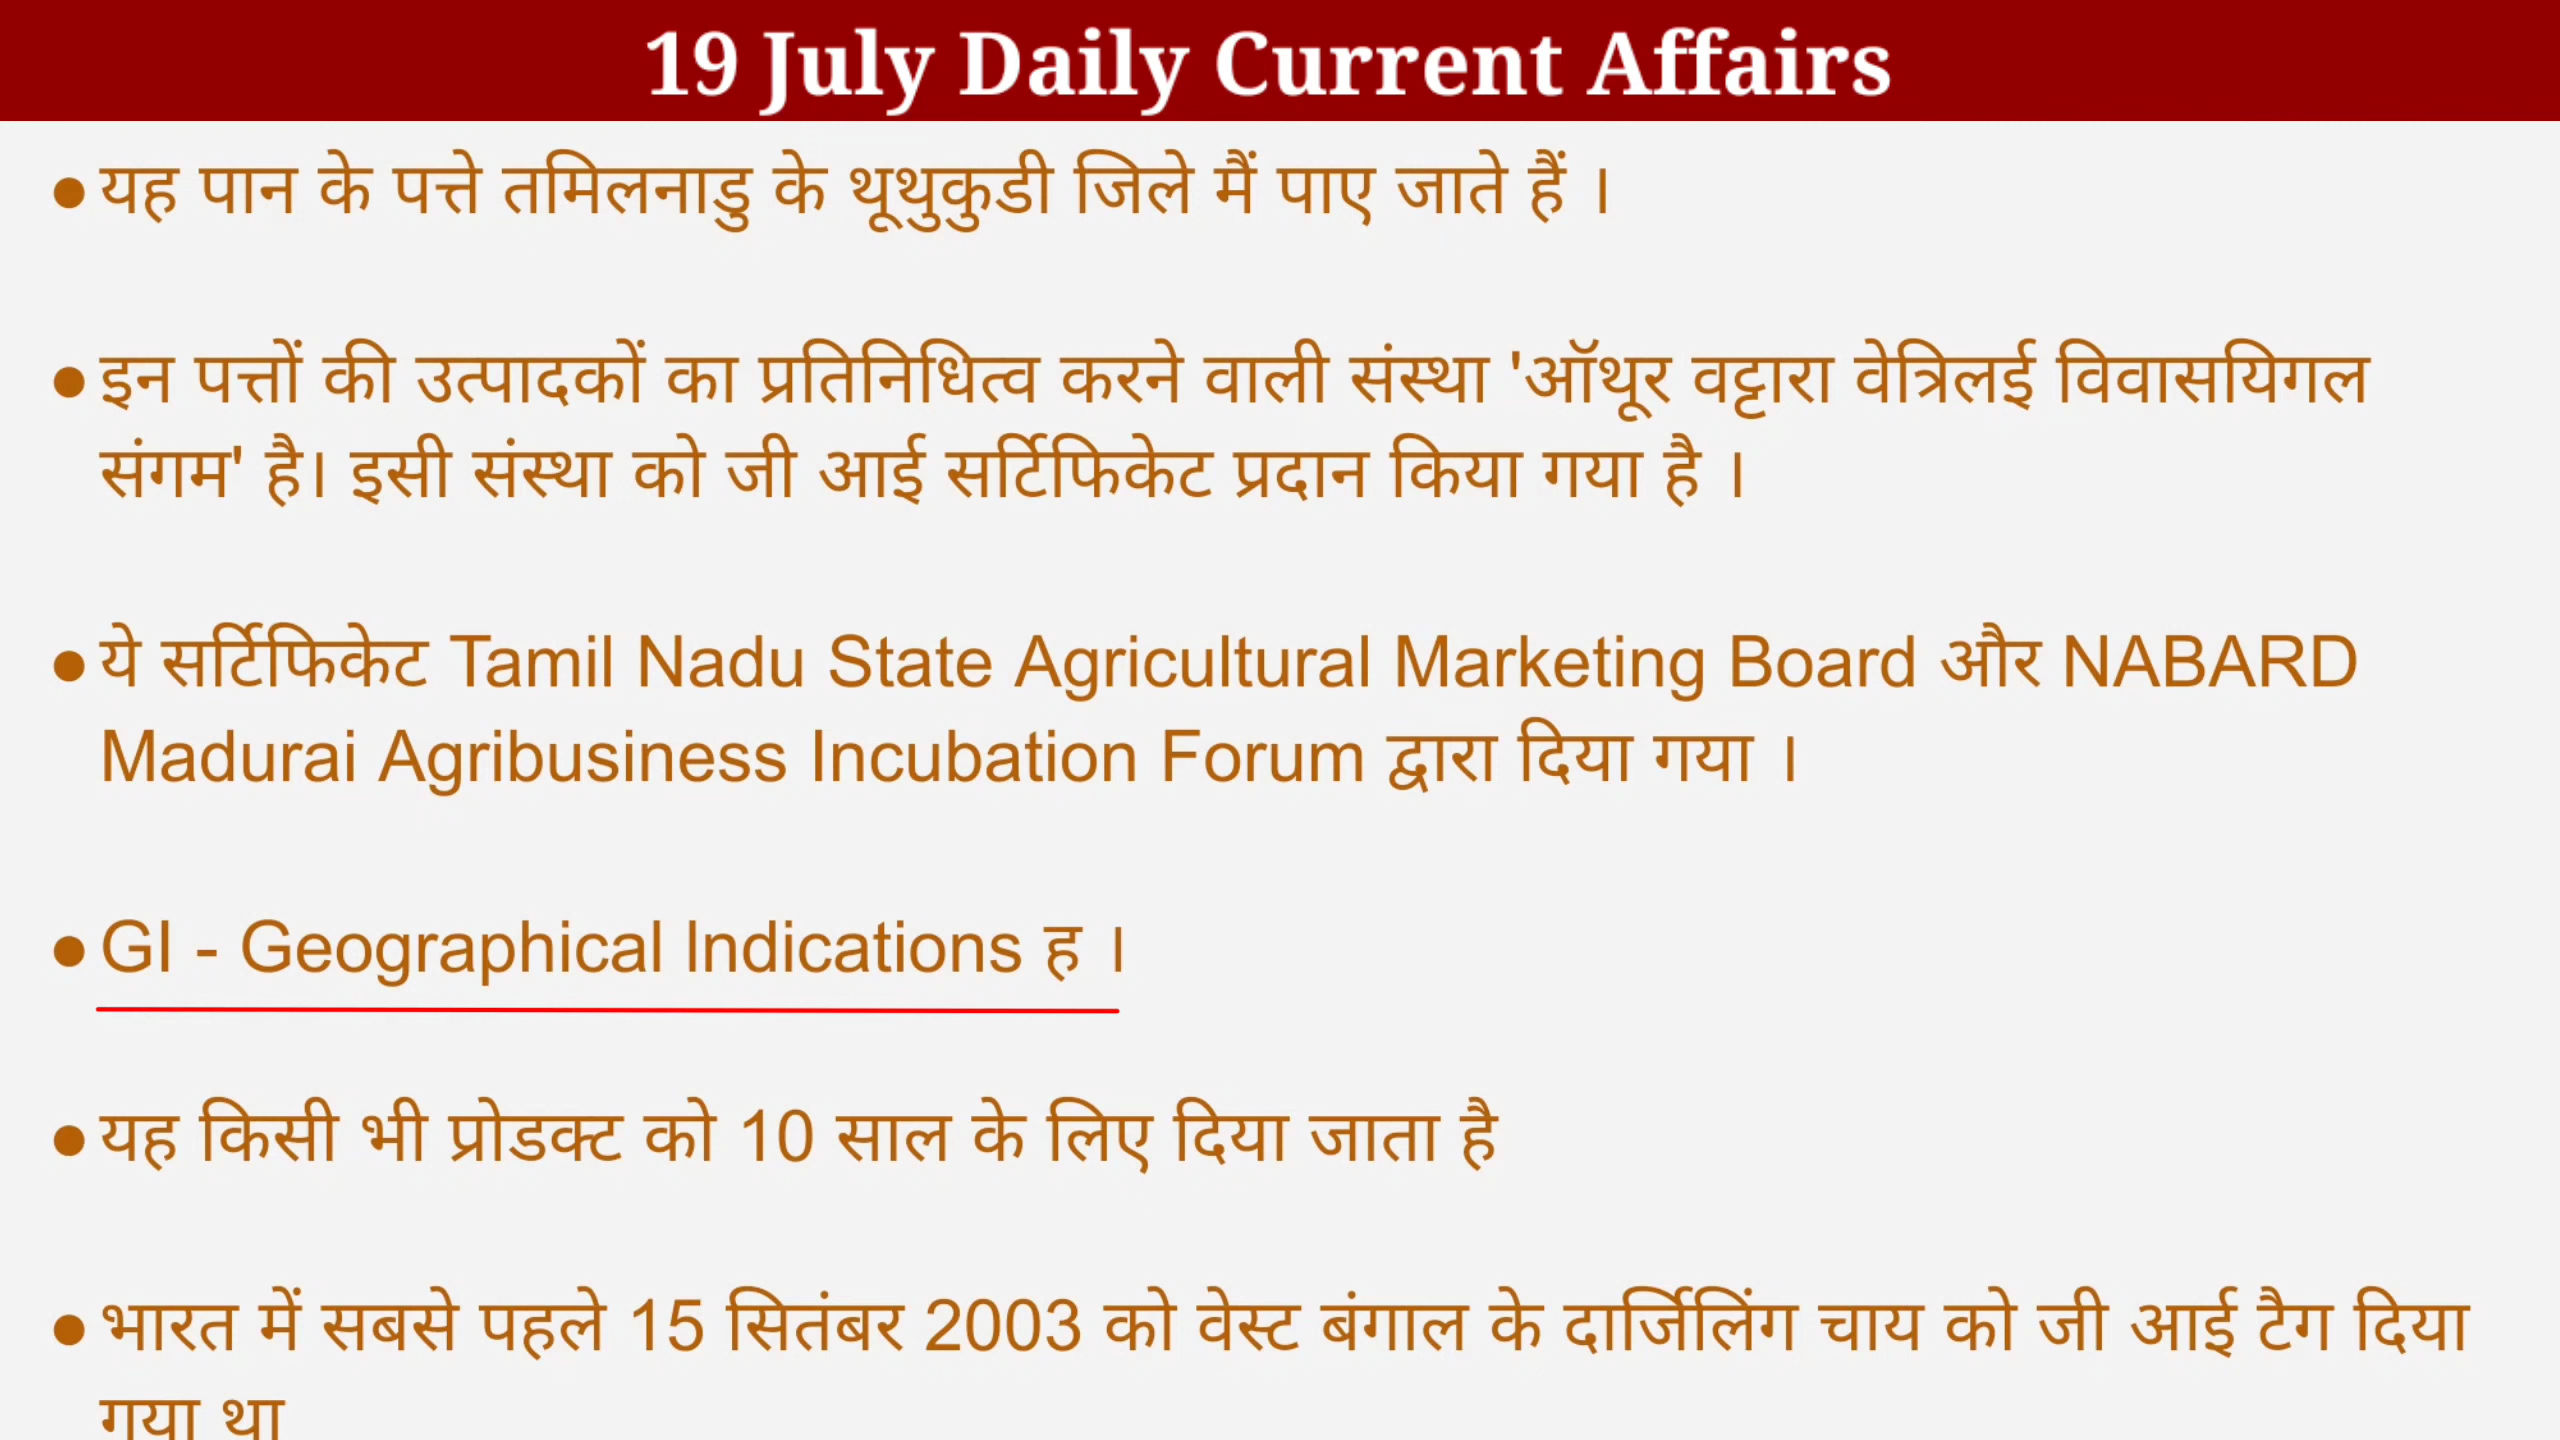 19 July Daily Current Affairs
● यह पान के पत्ते तमिलनाडु के थूथुकुडी जिले मैं पाए जाते हैं ।
● इन पत्तों की उत्पादकों का प्रतिनिधित्व करने वाली संस्था 'ऑथूर वट्टारा वेत्रिलई विवासयिगल
संगम' है। इसी संस्था को जी आई सर्टिफिकेट प्रदान किया गया है ।
● ये सर्टिफिकेट Tamil Nadu State Agricultural Marketing Board और NABARD
Madurai Agribusiness Incubation Forum द्वारा दिया गया ।
● GI - Geographical Indications ह ।
● यह किसी भी प्रोडक्ट को 10 साल के लिए दिया जाता है
● भारत में सबसे पहले 15 सितंबर 2003 को वेस्ट बंगाल के दार्जिलिंग चाय को जी आई टैग दिया
गया था